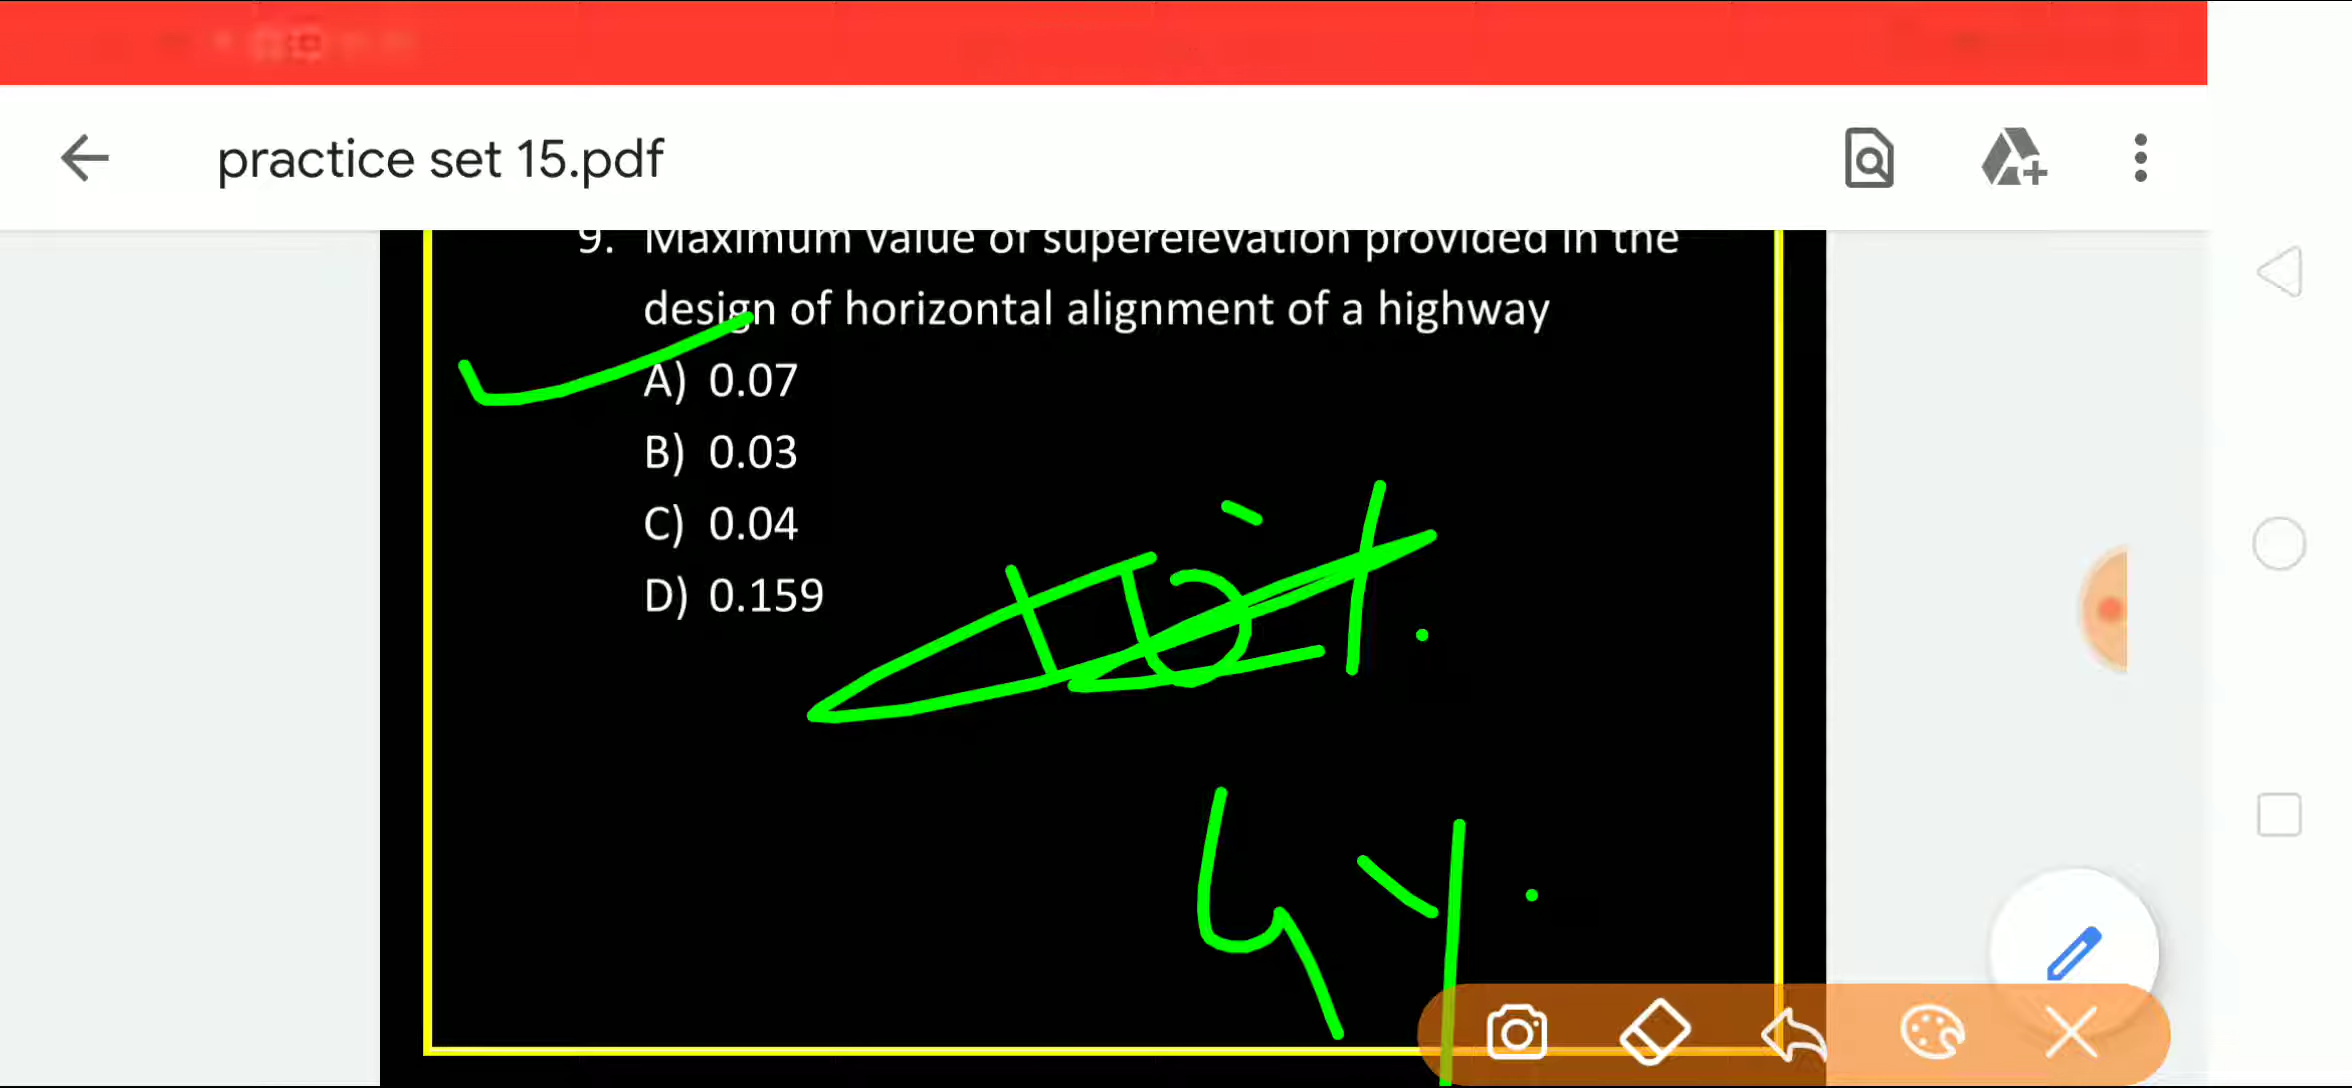 practice set 15.pdf
9. Maximum value of superelevation provided in the
design of horizontal alignment of a highway
A) 0.07
B) 0.03
C) 0.04
D) 0.159
10%
4%